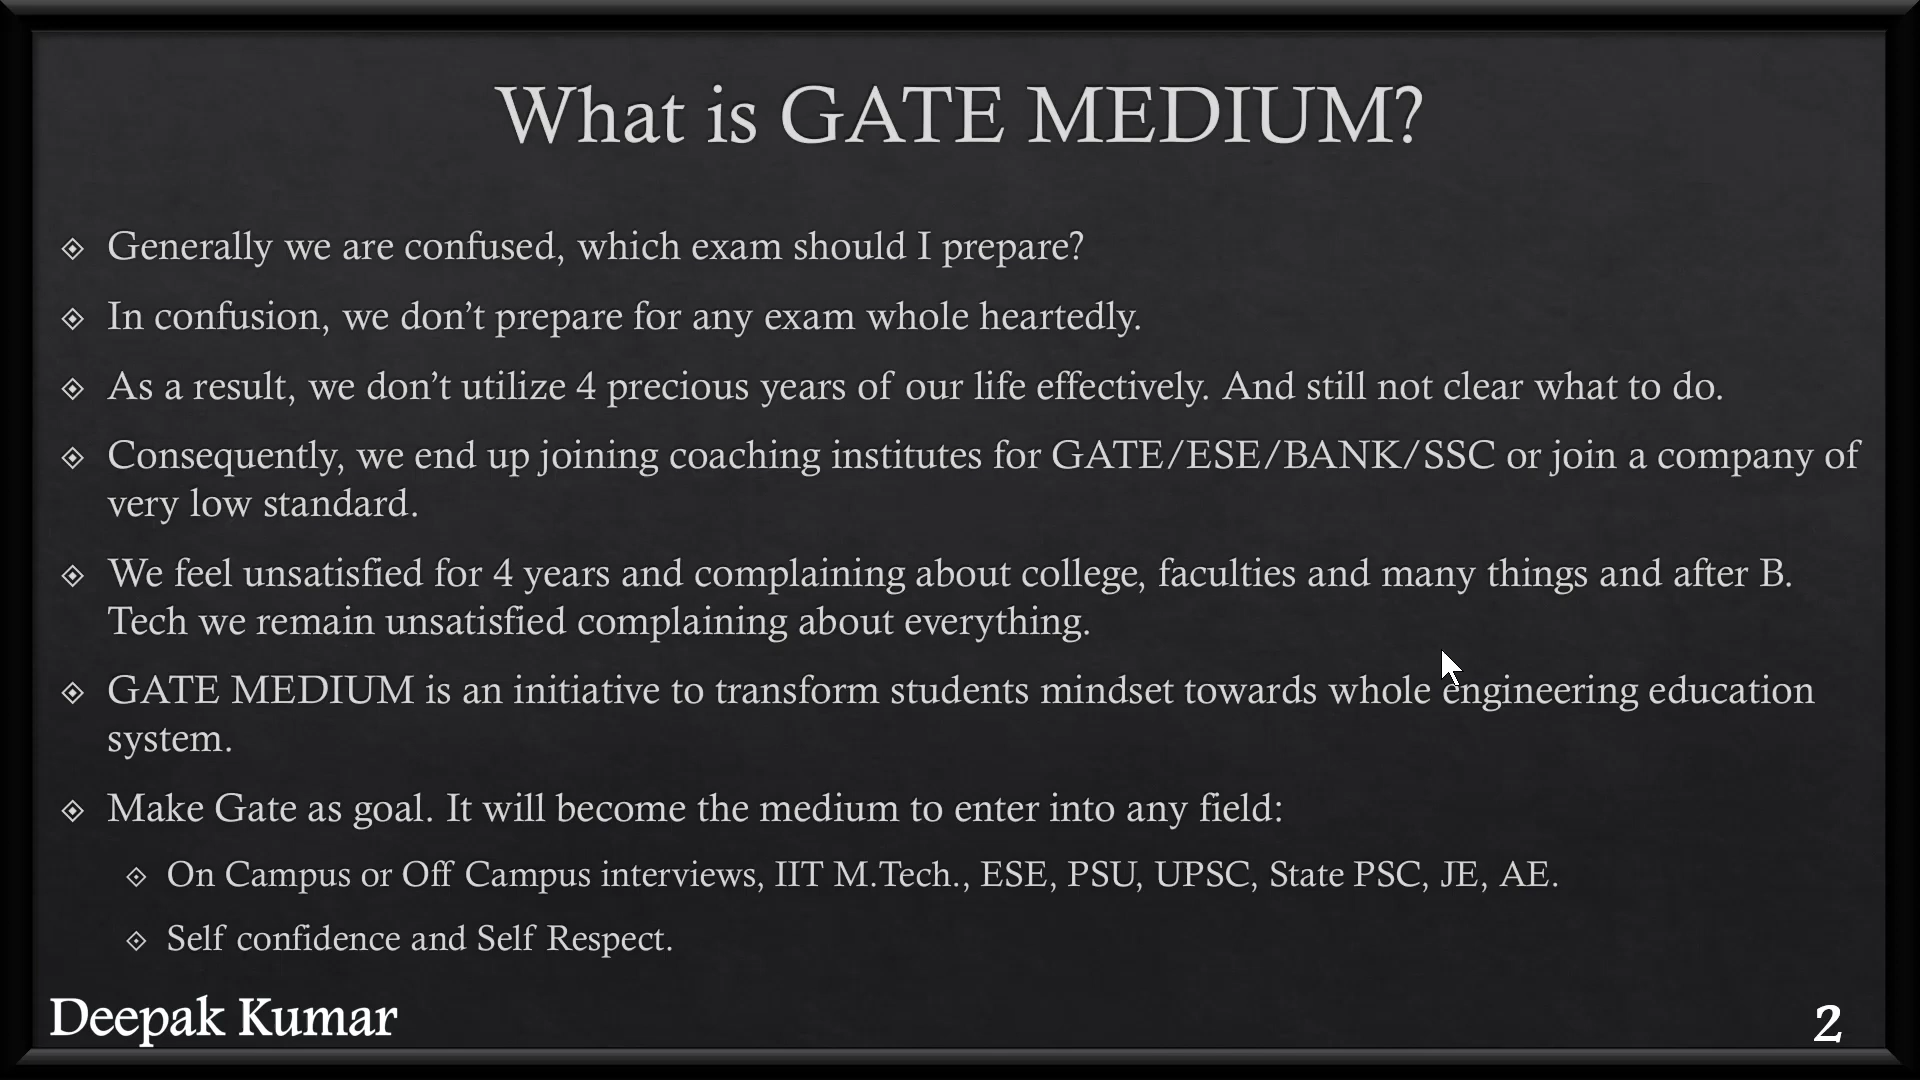 What is GATE MEDIUM?
Generally we are confused, which exam should I prepare?
In confusion, we don't prepare for any exam whole heartedly.
As a result, we don't utilize 4 precious years of our life effectively. And still not clear what to do.
Consequently, we end up joining coaching institutes for GATE/ESE/BANK/SSC or join a company of
very low standard.
We feel unsatisfied for 4 years and complaining about college, faculties and many things and after B.
Tech we remain unsatisfied complaining about everything.
GATE MEDIUM is an initiative to transform students mindset towards whole engineering education
system.
Make Gate as goal. It will become the medium to enter into any field:
On Campus or Off Campus interviews, IIT M.Tech., ESE, PSU, UPSC, State PSC, JE, AE.
Self confidence and Self Respect.
Deepak Kumar
2